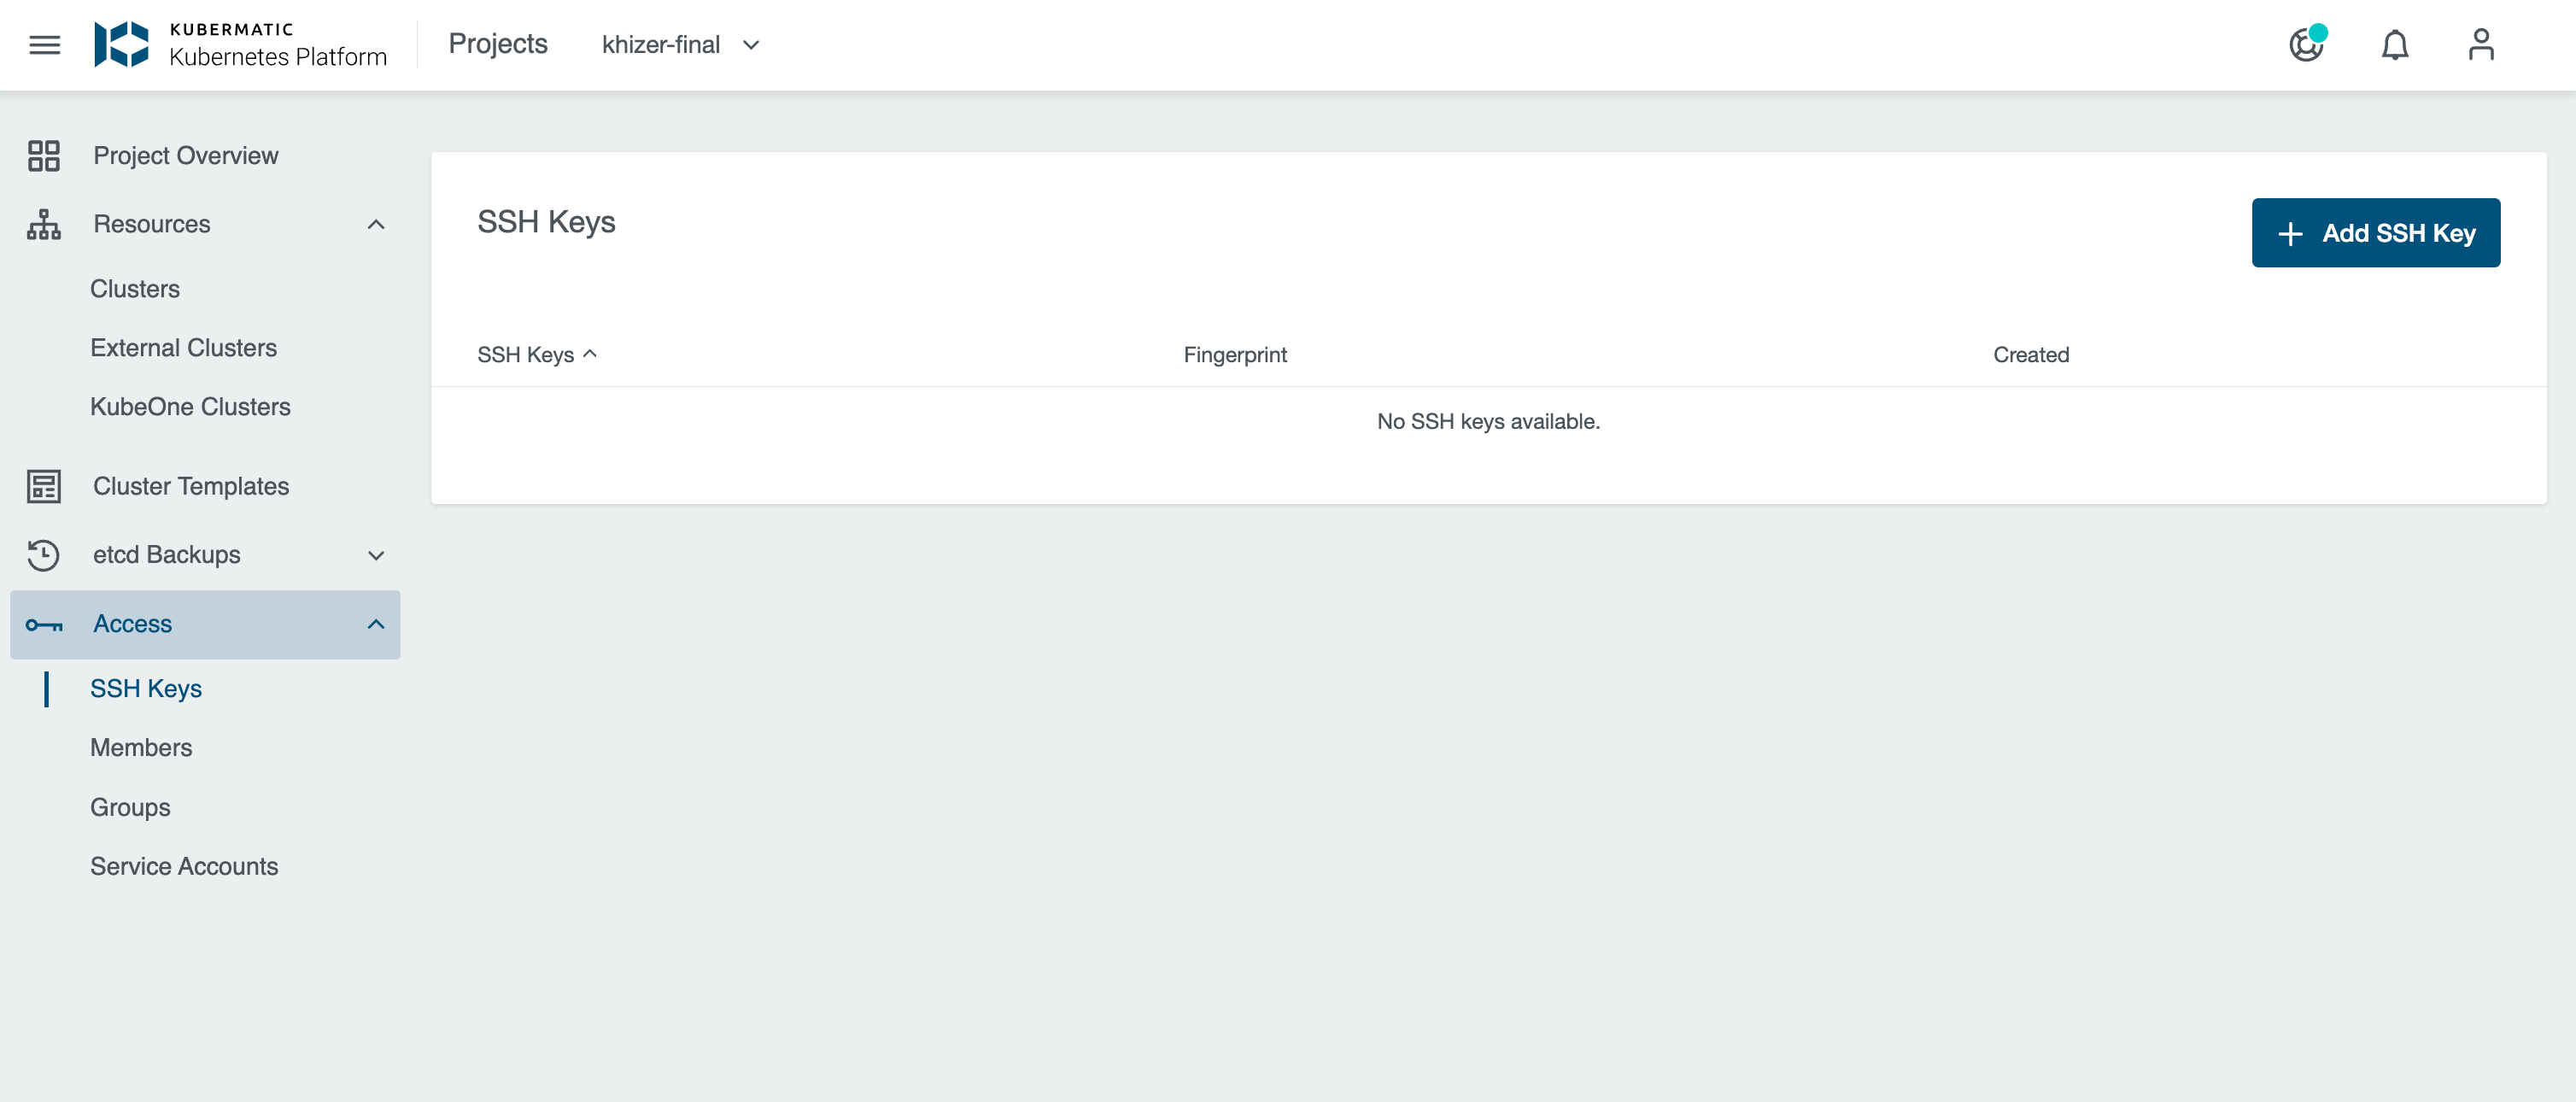 KUBERMATIC
Kubernetes Platform
Projects
khizer-final
Project Overview
Resources
Clusters
External Clusters
KubeOne Clusters
Cluster Templates
etcd Backups
Access
SSH Keys
Members
Groups
Service Accounts
SSH Keys
Add SSH Key
SSH Keys Fingerprint Created
No SSH keys available.